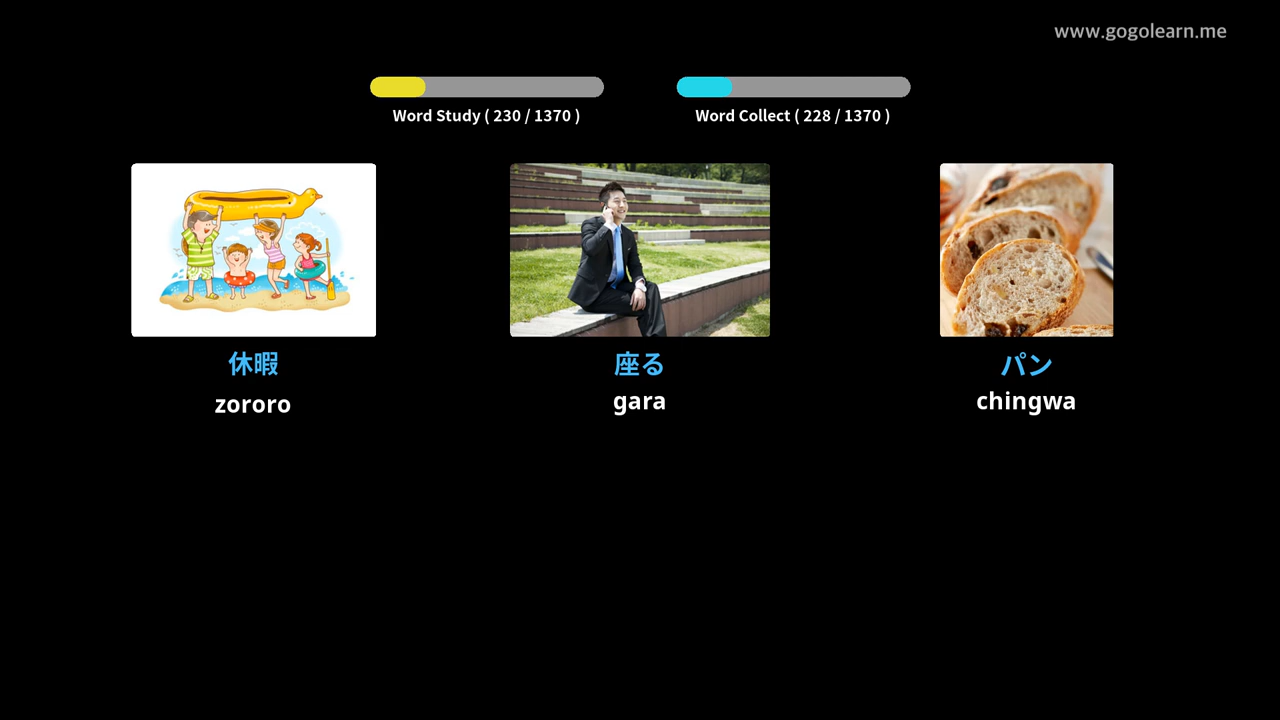 www.gogolearn.me
Word Study ( 230 / 1370 )
Word Collect ( 228 / 1370 )
休暇
zororo
座る
gara
パン
chingwa